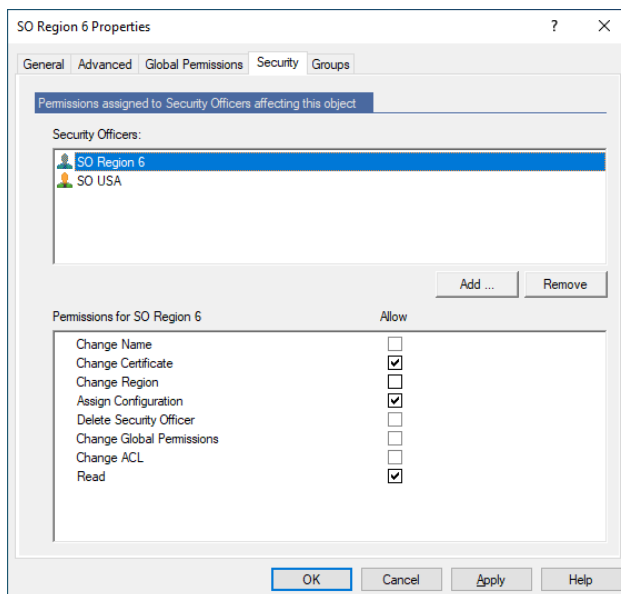 SO Region 6 Properties ? X
General Advanced Global Permissions Security Groups
Permissions assigned to Security Officers affecting this object
Security Officers:
SO Region 6
SO USA
Add ... Remove
Permissions for SO Region 6 Allow
Change Name
Change Certificate
Change Region
Assign Configuration
Delete Security Officer
Change Global Permissions
Change ACL
Read
OK Cancel Apply Help